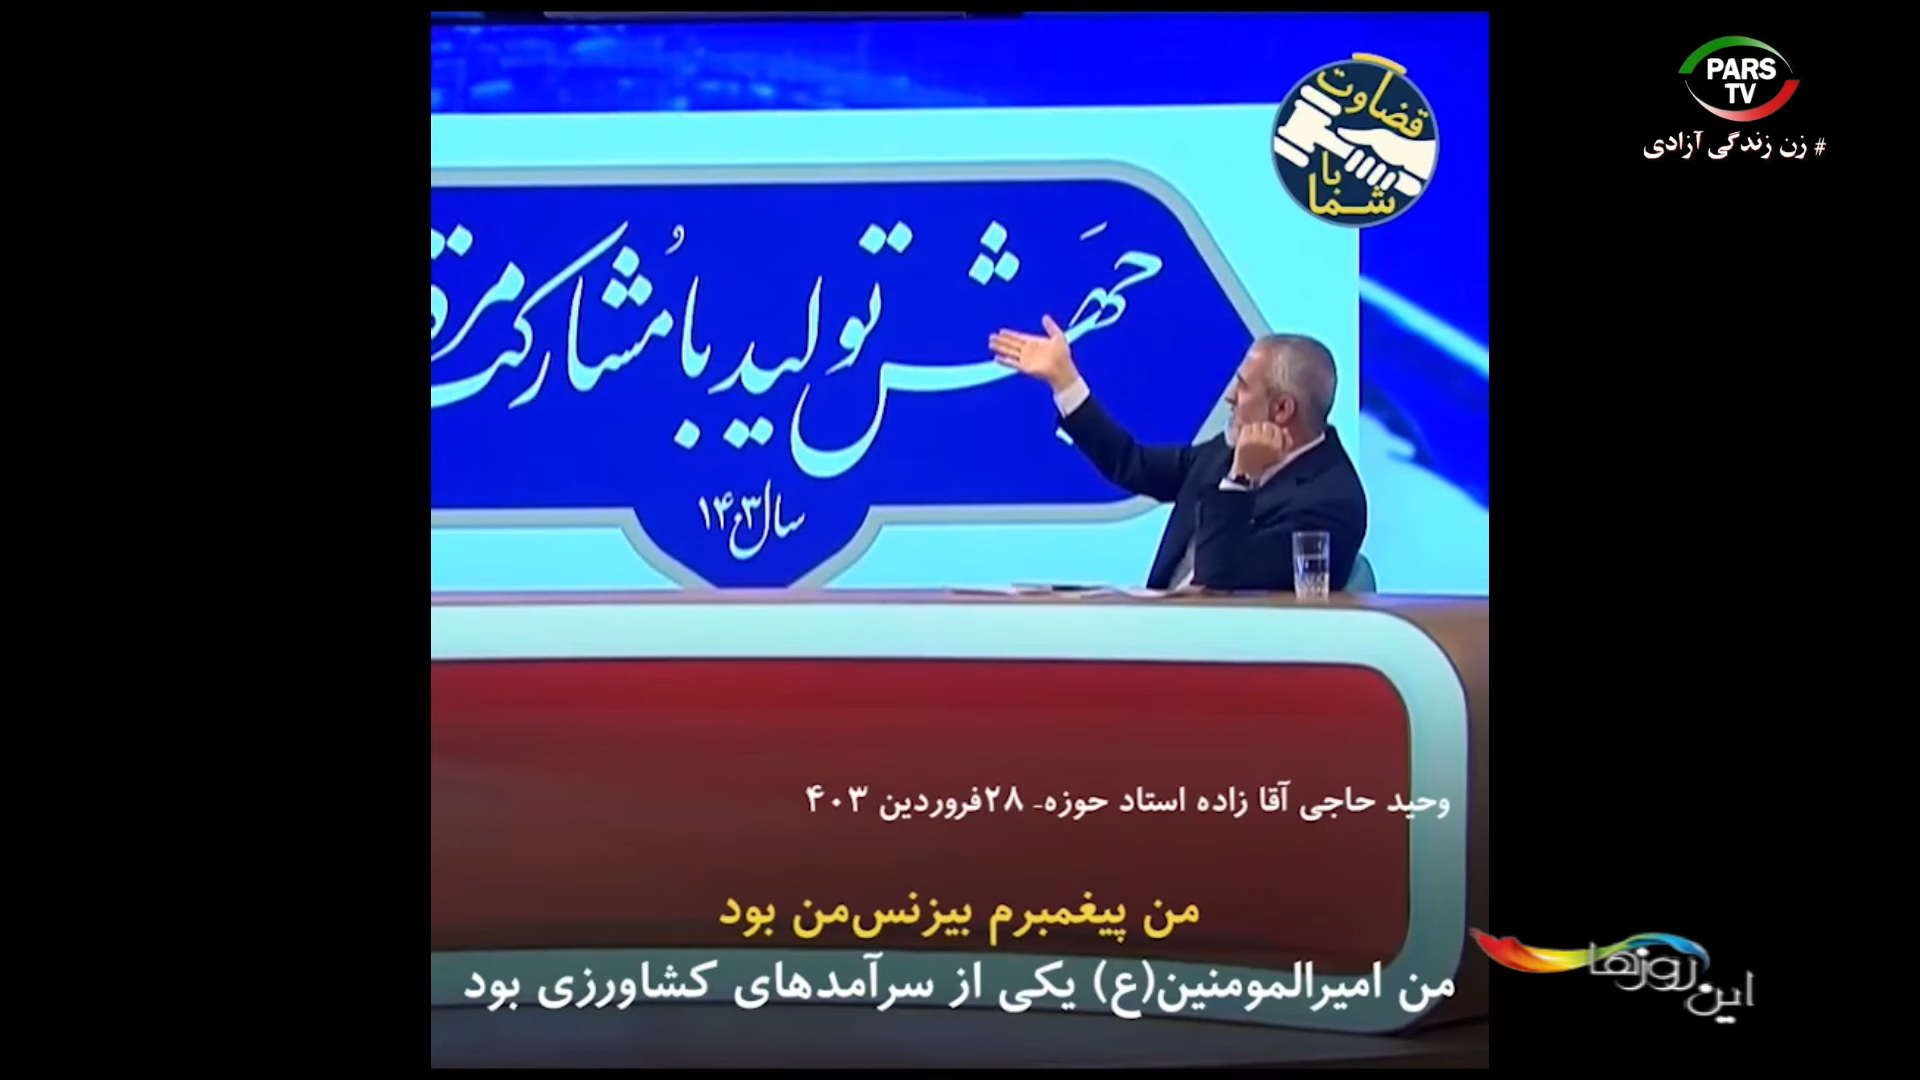 PARS
TV
# زن زندگی آزادی
قضاوت
با
شما
جهش تولید با مشارکت مرد
سال ۱۴۰۳
وحید حاجی آقا زاده استاد حوزه- ۲۸فروردین ۴۰۳
من پیغمبرم بیزنس‌من بود
من امیرالمومنین(ع) یکی از سرآمدهای کشاورزی بود
این روزها